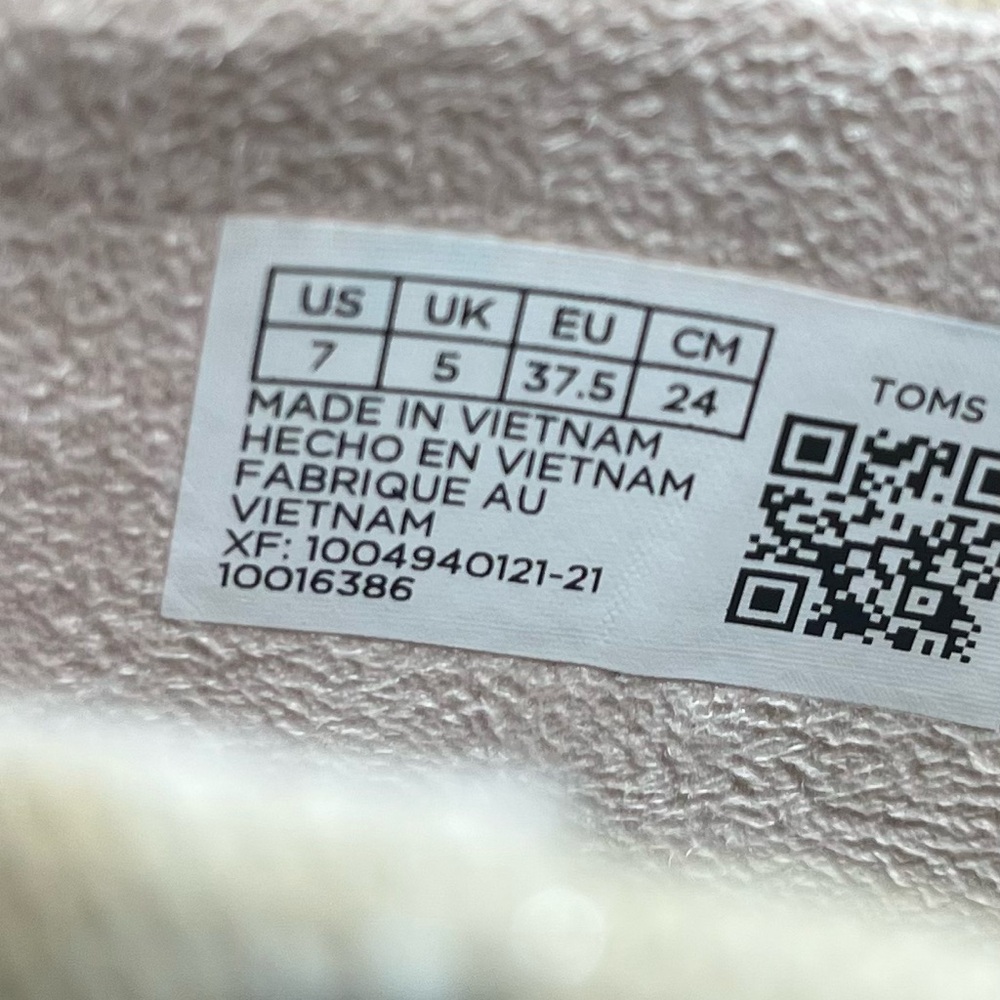 US UK EU CM
7 5 37.5 24
MADE IN VIETNAM
HECHO EN VIETNAM
FABRIQUE AU
VIETNAM
XF: 1004940121-21
10016386
TOMS